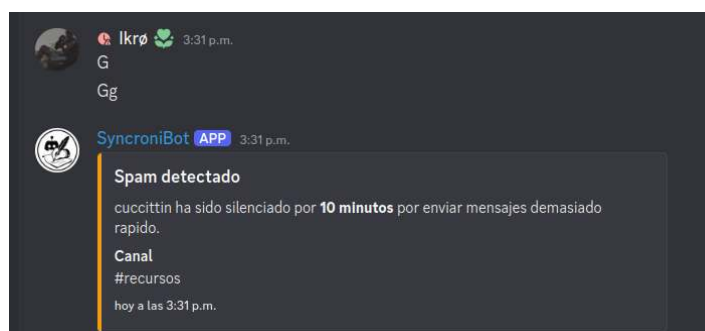 Ikrø 3:31 p.m.
G
Gg
SyncroniBot APP 3:31 p.m.
Spam detectado
cuccittin ha sido silenciado por 10 minutos por enviar mensajes demasiado
rapido.
Canal
#recursos
hoy a las 3:31 p.m.